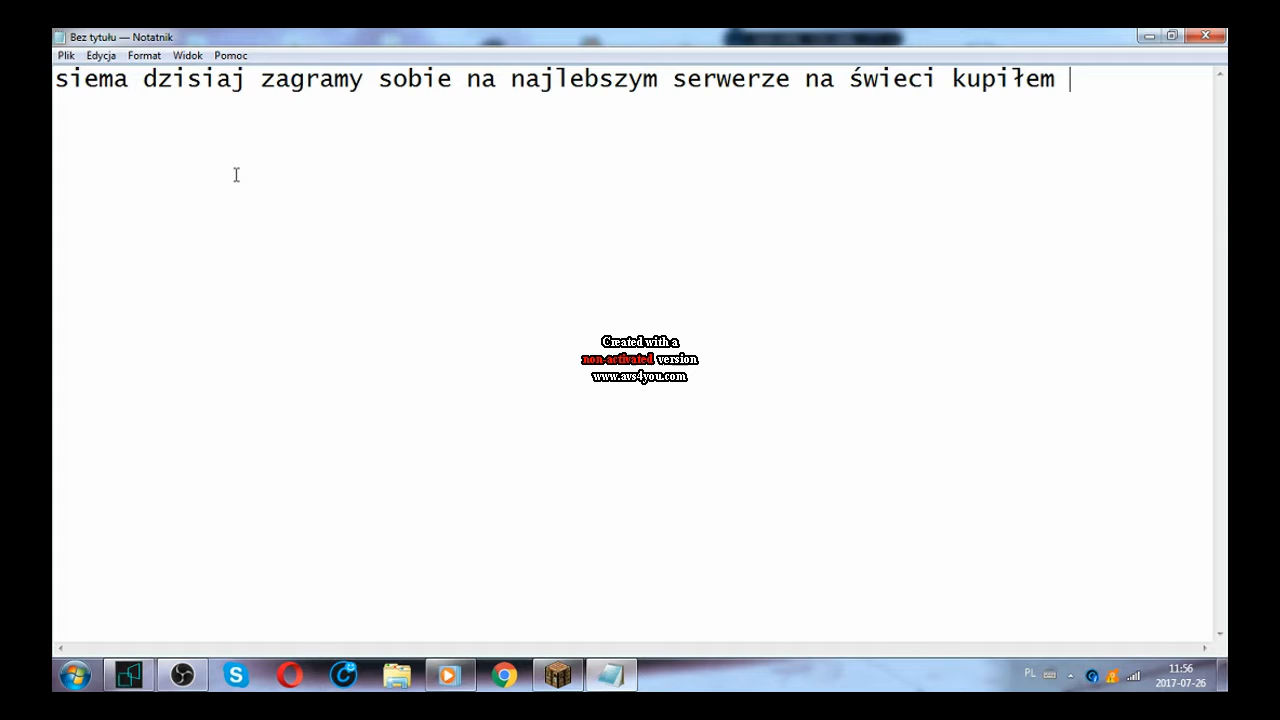 Bez tytułu — Notatnik
Plik Edycja Format Widok Pomoc
siema dzisiaj zagramy sobie na najlebszym serwerze na świeci kupiłem
Created with a
non-activated version
www.avs4you.com
PL
11:56
2017-07-26